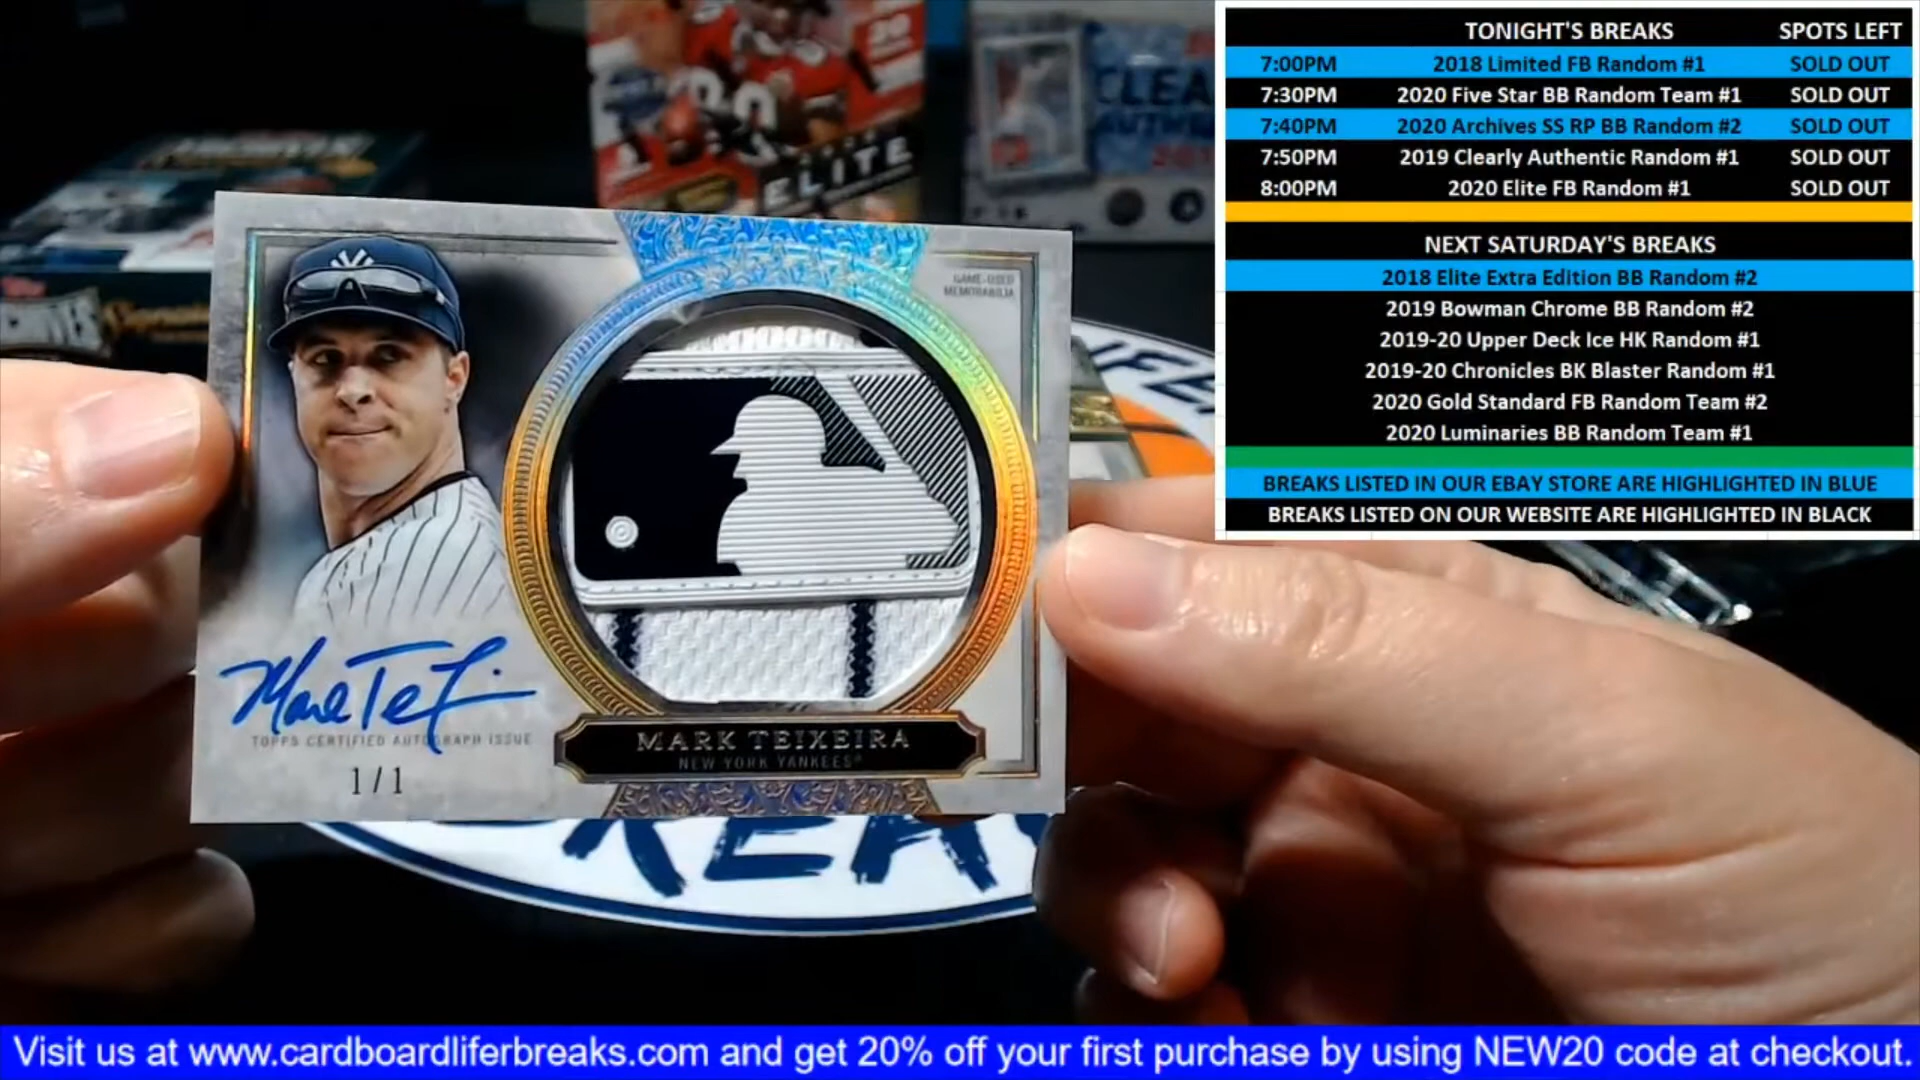 TONIGHT'S BREAKS SPOTS LEFT
7:00PM 2018 Limited FB Random #1 SOLD OUT
7:30PM 2020 Five Star BB Random Team #1 SOLD OUT
7:40PM 2020 Archives SS RP BB Random #2 SOLD OUT
7:50PM 2019 Clearly Authentic Random #1 SOLD OUT
8:00PM 2020 Elite FB Random #1 SOLD OUT
NEXT SATURDAY'S BREAKS
2018 Elite Extra Edition BB Random #2
2019 Bowman Chrome BB Random #2
2019-20 Upper Deck Ice HK Random #1
2019-20 Chronicles BK Blaster Random #1
2020 Gold Standard FB Random Team #2
2020 Luminaries BB Random Team #1
BREAKS LISTED IN OUR EBAY STORE ARE HIGHLIGHTED IN BLUE
BREAKS LISTED ON OUR WEBSITE ARE HIGHLIGHTED IN BLACK
ELITE
GAME-USED
MEMORABILIA
TOPPS CERTIFIED AUTOGRAPH ISSUE
1/1
MARK TEIXEIRA
NEW YORK YANKEES
Visit us at www.cardboardliferbreaks.com and get 20% off your first purchase by using NEW20 code at checkout.